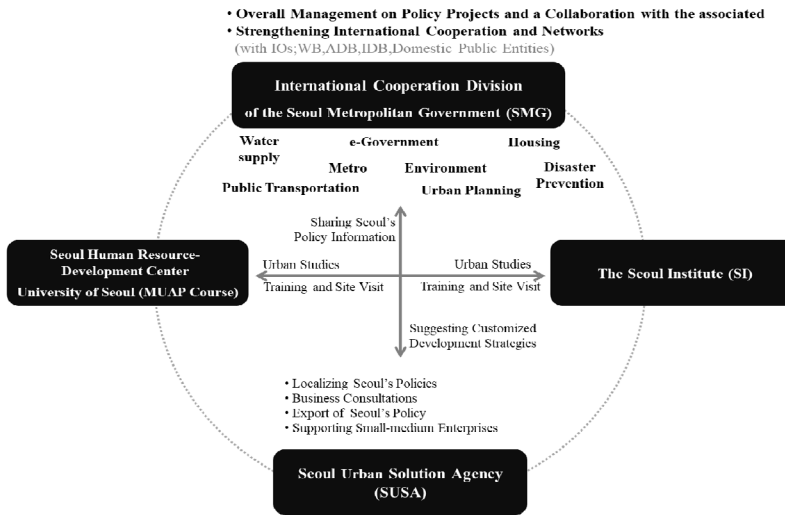 • Overall Management on Policy Projects and a Collaboration with the associated
• Strengthening International Cooperation and Networks
(with IOs;WB,ADB,IDB,Domestic Public Entities)
International Cooperation Division
of the Seoul Metropolitan Government (SMG)
Water
supply
e-Government
Housing
Metro
Environment
Disaster
Prevention
Public Transportation
Urban Planning
Sharing Seoul's
Policy Information
Seoul Human Resource-
Development Center
University of Seoul (MUAP Course)
Urban Studies
Training and Site Visit
Urban Studies
Training and Site Visit
The Seoul Institute (SI)
Suggesting Customized
Development Strategies
• Localizing Seoul's Policies
• Business Consultations
• Export of Seoul's Policy
• Supporting Small-medium Enterprises
Seoul Urban Solution Agency
(SUSA)